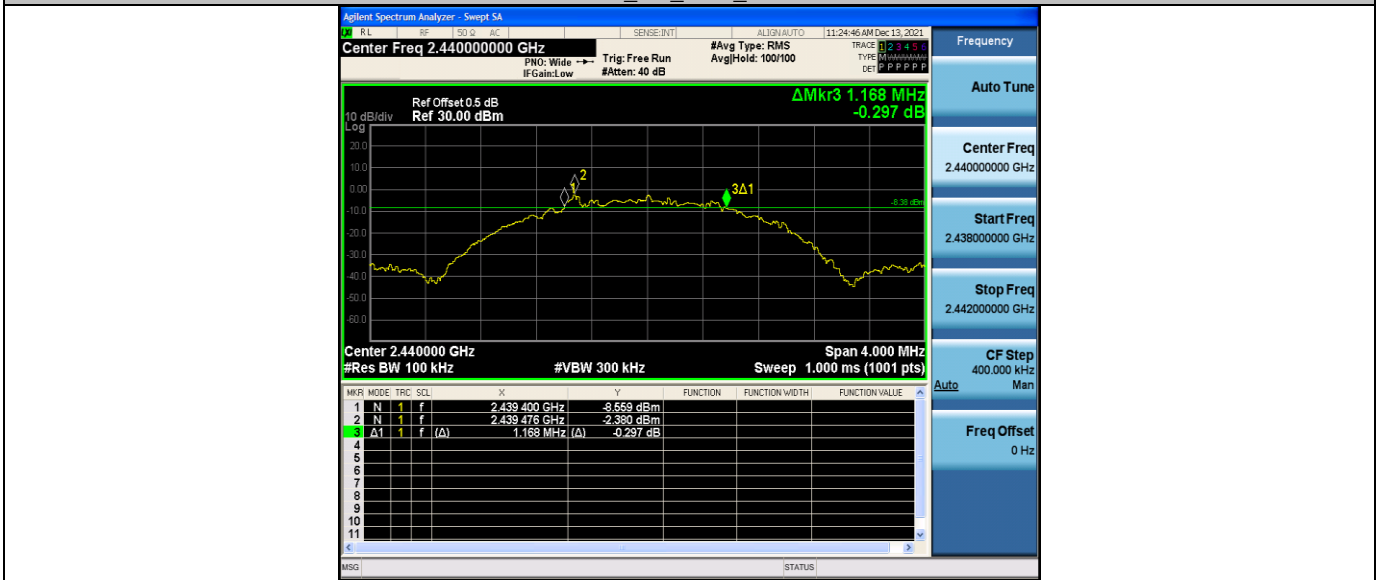 Agilent Spectrum Analyzer - Swept SA
RL RF 50 Ω AC SENSE:INT ALIGNAUTO 11:24:46 AM Dec 13, 2021
Center Freq 2.440000000 GHz
PNO: Wide
IFGain:Low
Trig: Free Run
#Atten: 40 dB
#Avg Type: RMS
Avg|Hold: 100/100
TRACE 1 2 3 4 5 6
TYPE M
DET P P P P P P
Ref Offset 0.5 dB
10 dB/div Ref 30.00 dBm
Log
ΔMkr3 1.168 MHz
-0.297 dB
20.0
10.0
0.00
-10.0
-20.0
-30.0
-40.0
-50.0
-60.0
1
2
3Δ1
-8.38 dBm
Center 2.440000 GHz Span 4.000 MHz
#Res BW 100 kHz #VBW 300 kHz Sweep 1.000 ms (1001 pts)
MKR MODE TRC SCL X Y FUNCTION FUNCTION WIDTH FUNCTION VALUE
1 N 1 f 2.439 400 GHz -8.559 dBm
2 N 1 f 2.439 476 GHz -2.380 dBm
3 Δ1 1 f (Δ) 1.168 MHz (Δ) -0.297 dB
4
5
6
7
8
9
10
11
MSG STATUS
Frequency
Auto Tune
Center Freq
2.440000000 GHz
Start Freq
2.438000000 GHz
Stop Freq
2.442000000 GHz
CF Step
400.000 kHz
Auto Man
Freq Offset
0 Hz